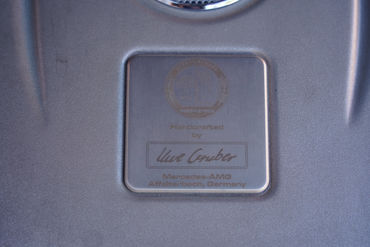 Handcrafted
by
Uwe Gruber
Mercedes-AMG
Affalterbach, Germany